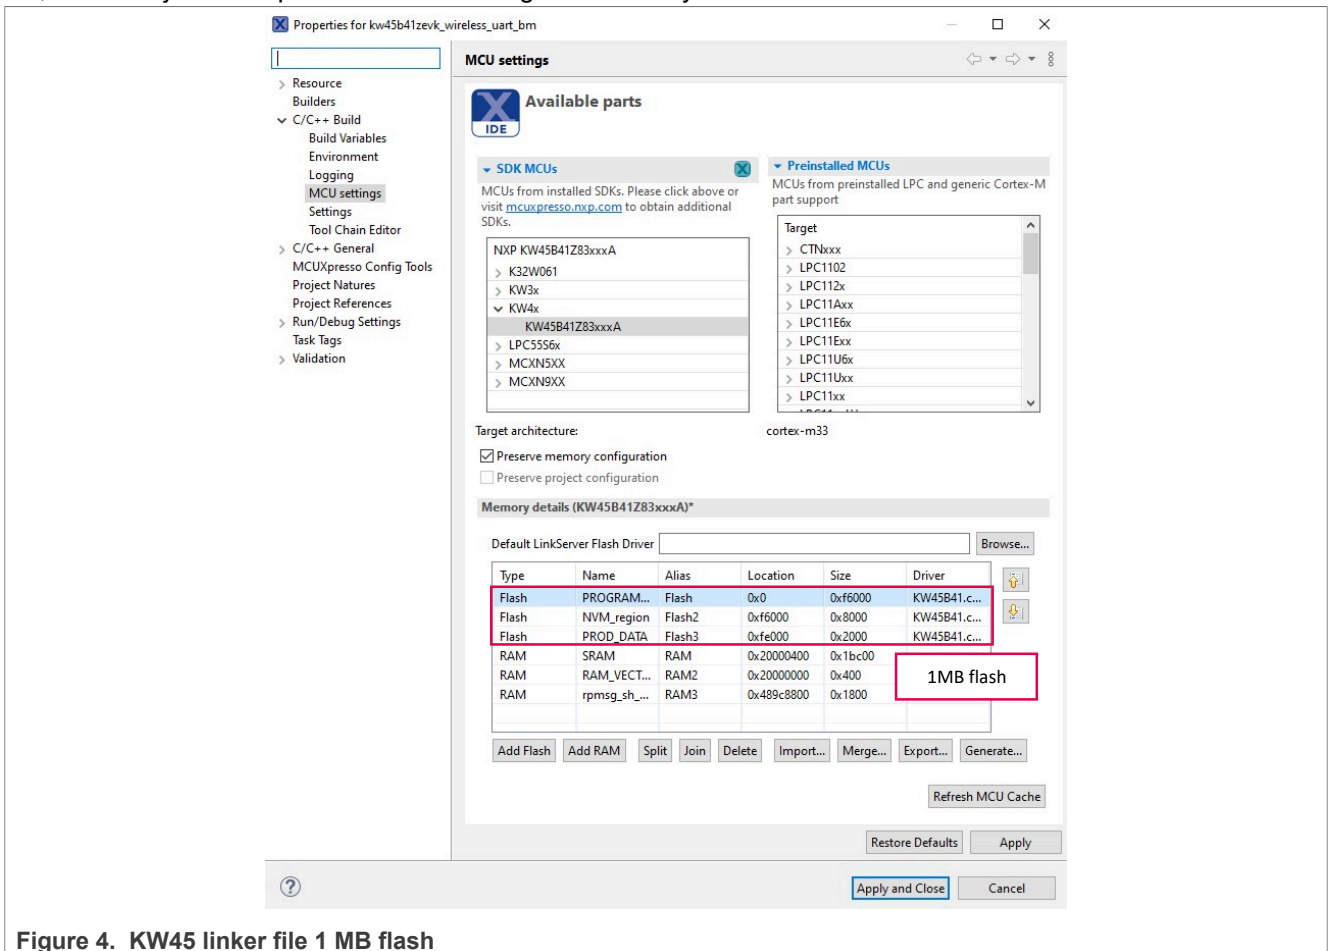 Properties for kw45b41zevk_wireless_uart_bm
MCU settings
Resource
Builders
C/C++ Build
Build Variables
Environment
Logging
MCU settings
Settings
Tool Chain Editor
C/C++ General
MCUXpresso Config Tools
Project Natures
Project References
Run/Debug Settings
Task Tags
Validation
IDE
Available parts
SDK MCUs
MCUs from installed SDKs. Please click above or
visit mcuxpresso.nxp.com to obtain additional
SDKs.
NXP KW45B41Z83xxxA
K32W061
KW3x
KW4x
KW45B41Z83xxxA
LPC55S6x
MCXN5XX
MCXN9XX
Preinstalled MCUs
MCUs from preinstalled LPC and generic Cortex-M
part support
Target
CTNxxx
LPC1102
LPC112x
LPC11Axx
LPC11E6x
LPC11Exx
LPC11U6x
LPC11Uxx
LPC11xx
Target architecture: cortex-m33
Preserve memory configuration
Preserve project configuration
Memory details (KW45B41Z83xxxA)*
Default LinkServer Flash Driver Browse...
Type Name Alias Location Size Driver
Flash PROGRAM... Flash 0x0 0xf6000 KW45B41.c...
Flash NVM_region Flash2 0xf6000 0x8000 KW45B41.c...
Flash PROD_DATA Flash3 0xfe000 0x2000 KW45B41.c...
RAM SRAM RAM 0x20000400 0x1bc00
RAM RAM_VECT... RAM2 0x20000000 0x400
RAM rpmsg_sh_... RAM3 0x489c8800 0x1800
1MB flash
Add Flash Add RAM Split Join Delete Import... Merge... Export... Generate...
Refresh MCU Cache
Restore Defaults Apply
Apply and Close Cancel
Figure 4. KW45 linker file 1 MB flash